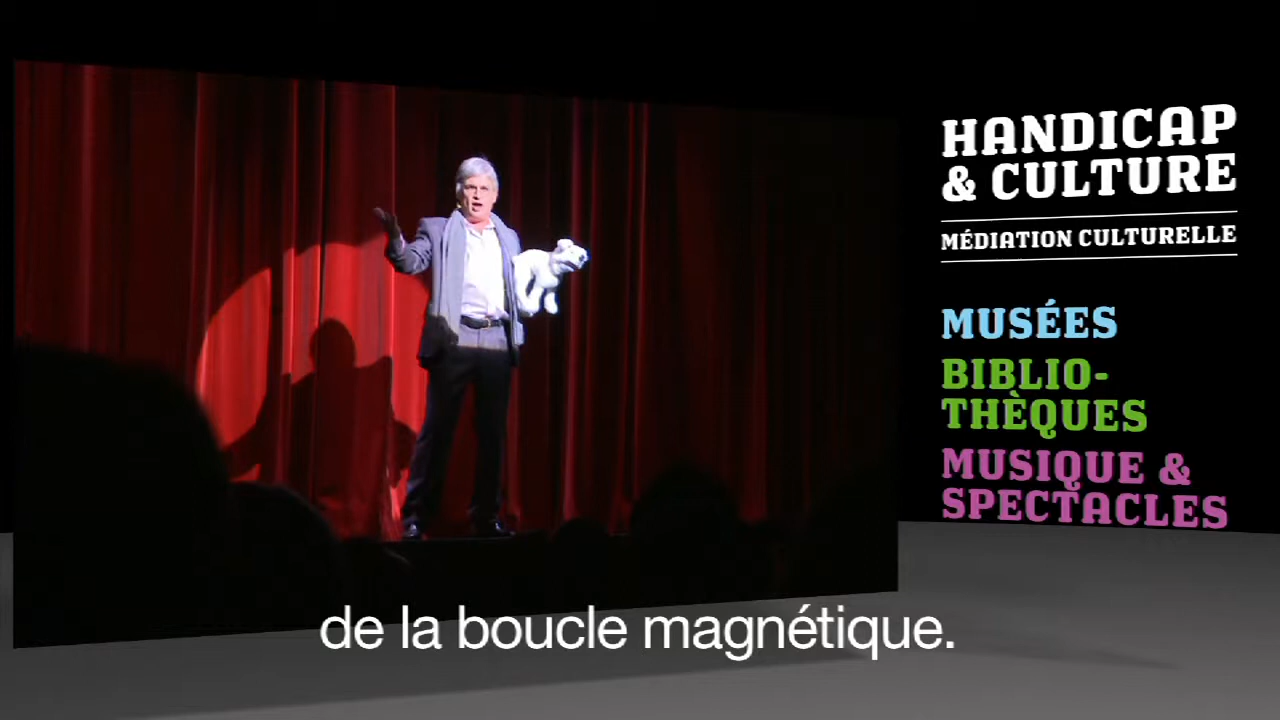 HANDICAP
& CULTURE
MÉDIATION CULTURELLE
MUSÉES
BIBLIO-
THÈQUES
MUSIQUE &
SPECTACLES
de la boucle magnétique.